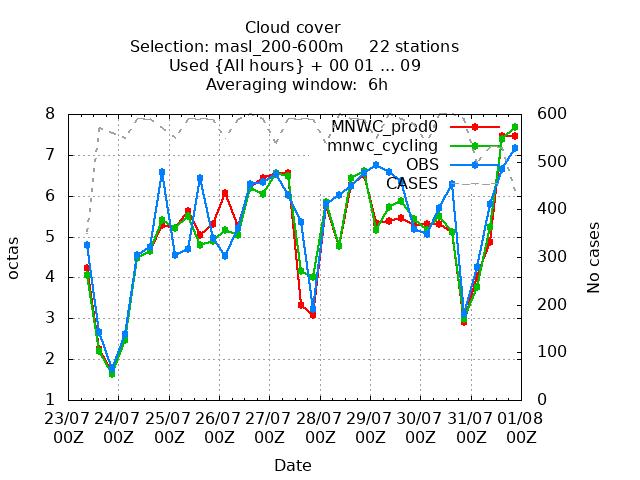 Cloud cover
Selection: masl_200-600m     22 stations
Used {All hours} + 00 01 ... 09
Averaging window:  6h
8
7
6
5
4
3
2
1
octas
600
500
400
300
200
100
0
No cases
MNWC_prod0
mnwc_cycling
OBS
CASES
23/07 24/07 25/07 26/07 27/07 28/07 29/07 30/07 31/07 01/08
00Z 00Z 00Z 00Z 00Z 00Z 00Z 00Z 00Z 00Z
Date